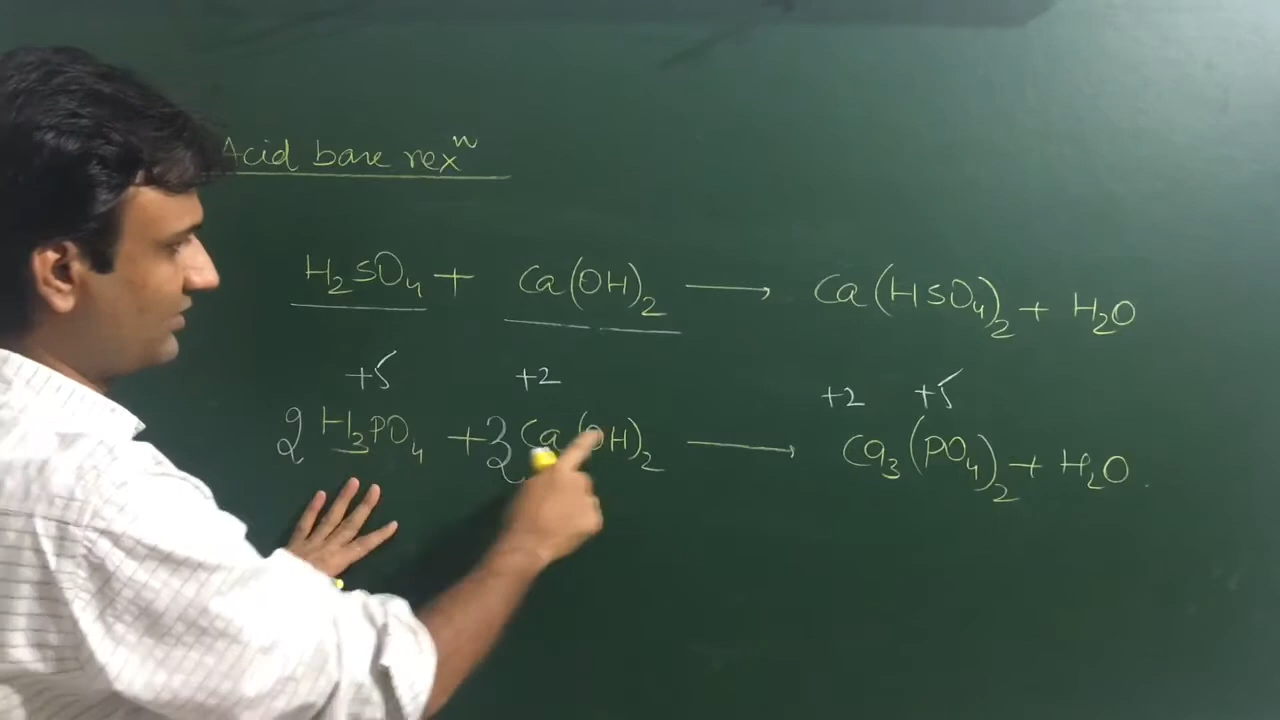 Acid base rexⁿ
H₂SO₄ + Ca(OH)₂ ⟶ Ca(HSO₄)₂ + H₂O
+5 +2 +2 +5
2 H₃PO₄ + 3 Ca(OH)₂ ⟶ Ca₃(PO₄)₂ + H₂O